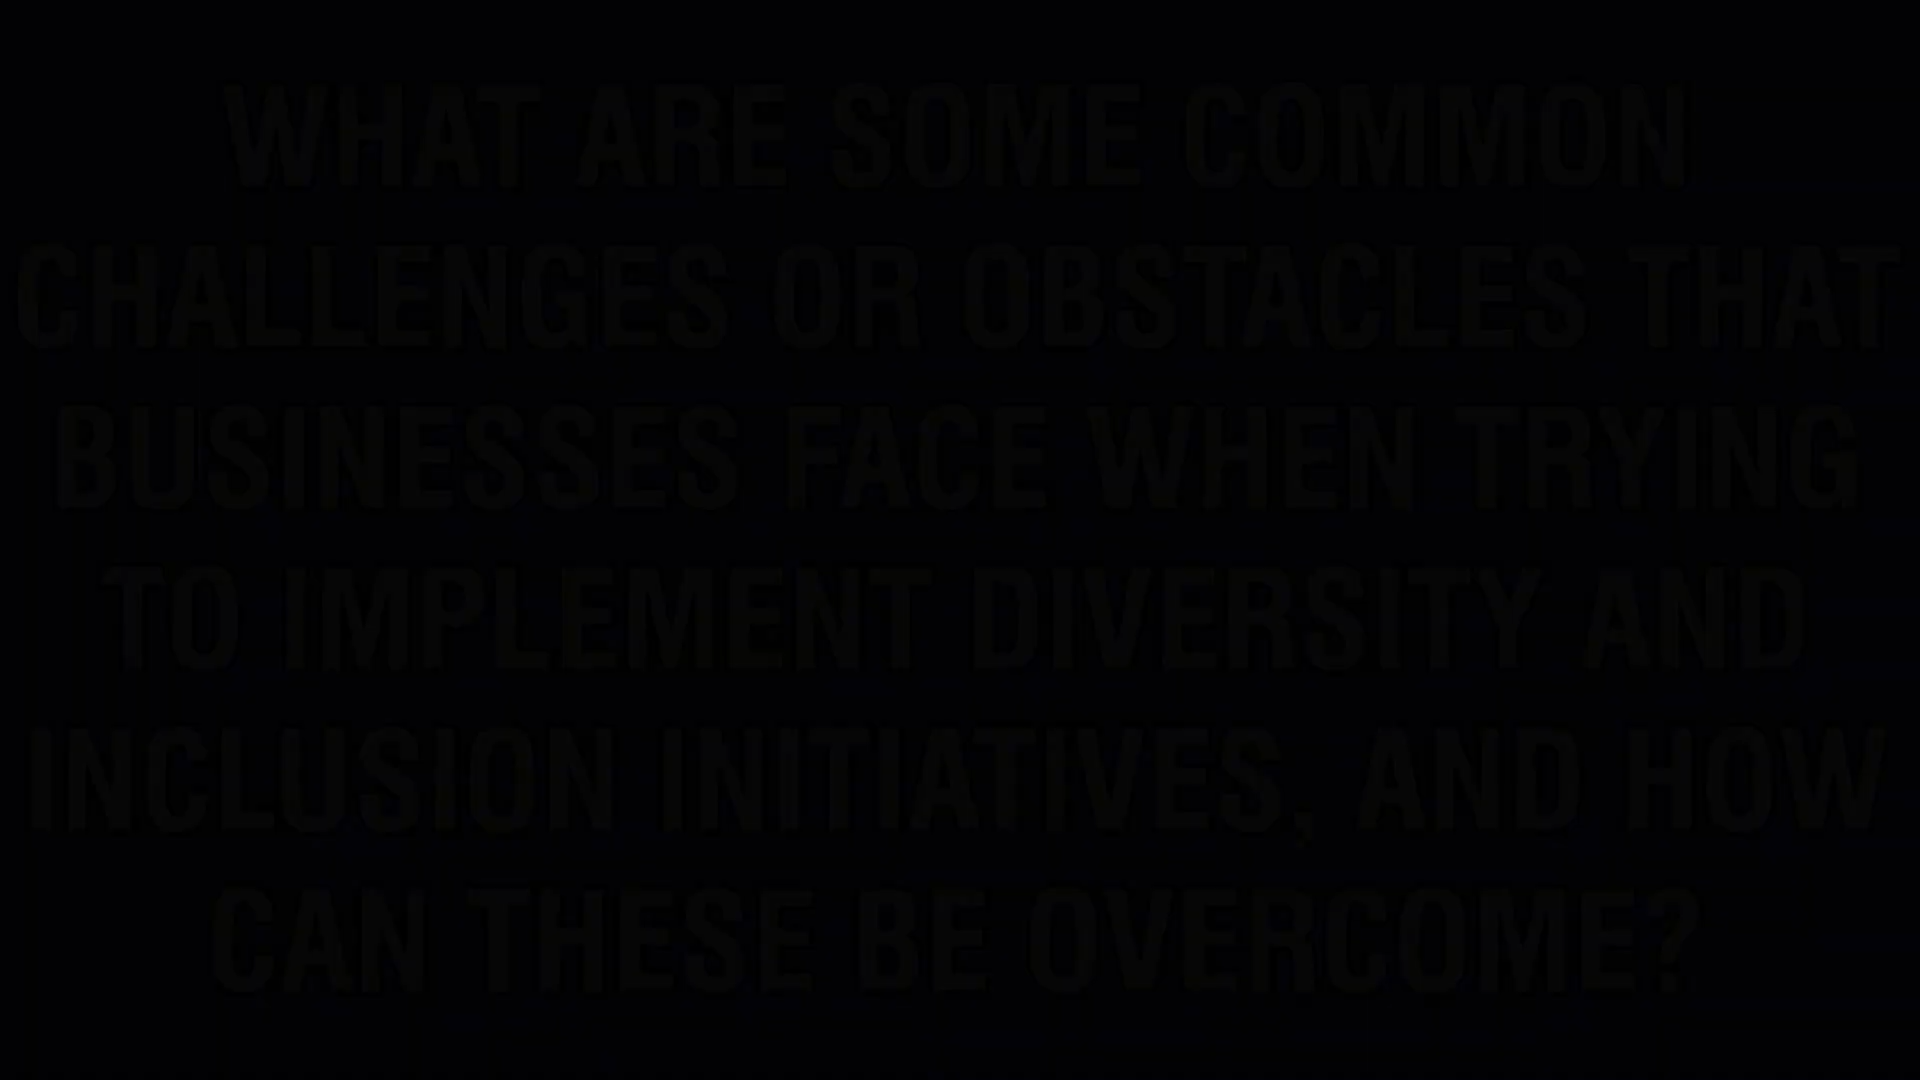 WHAT ARE SOME COMMON
CHALLENGES OR OBSTACLES THAT
BUSINESSES FACE WHEN TRYING
TO IMPLEMENT DIVERSITY AND
INCLUSION INITIATIVES, AND HOW
CAN THESE BE OVERCOME?